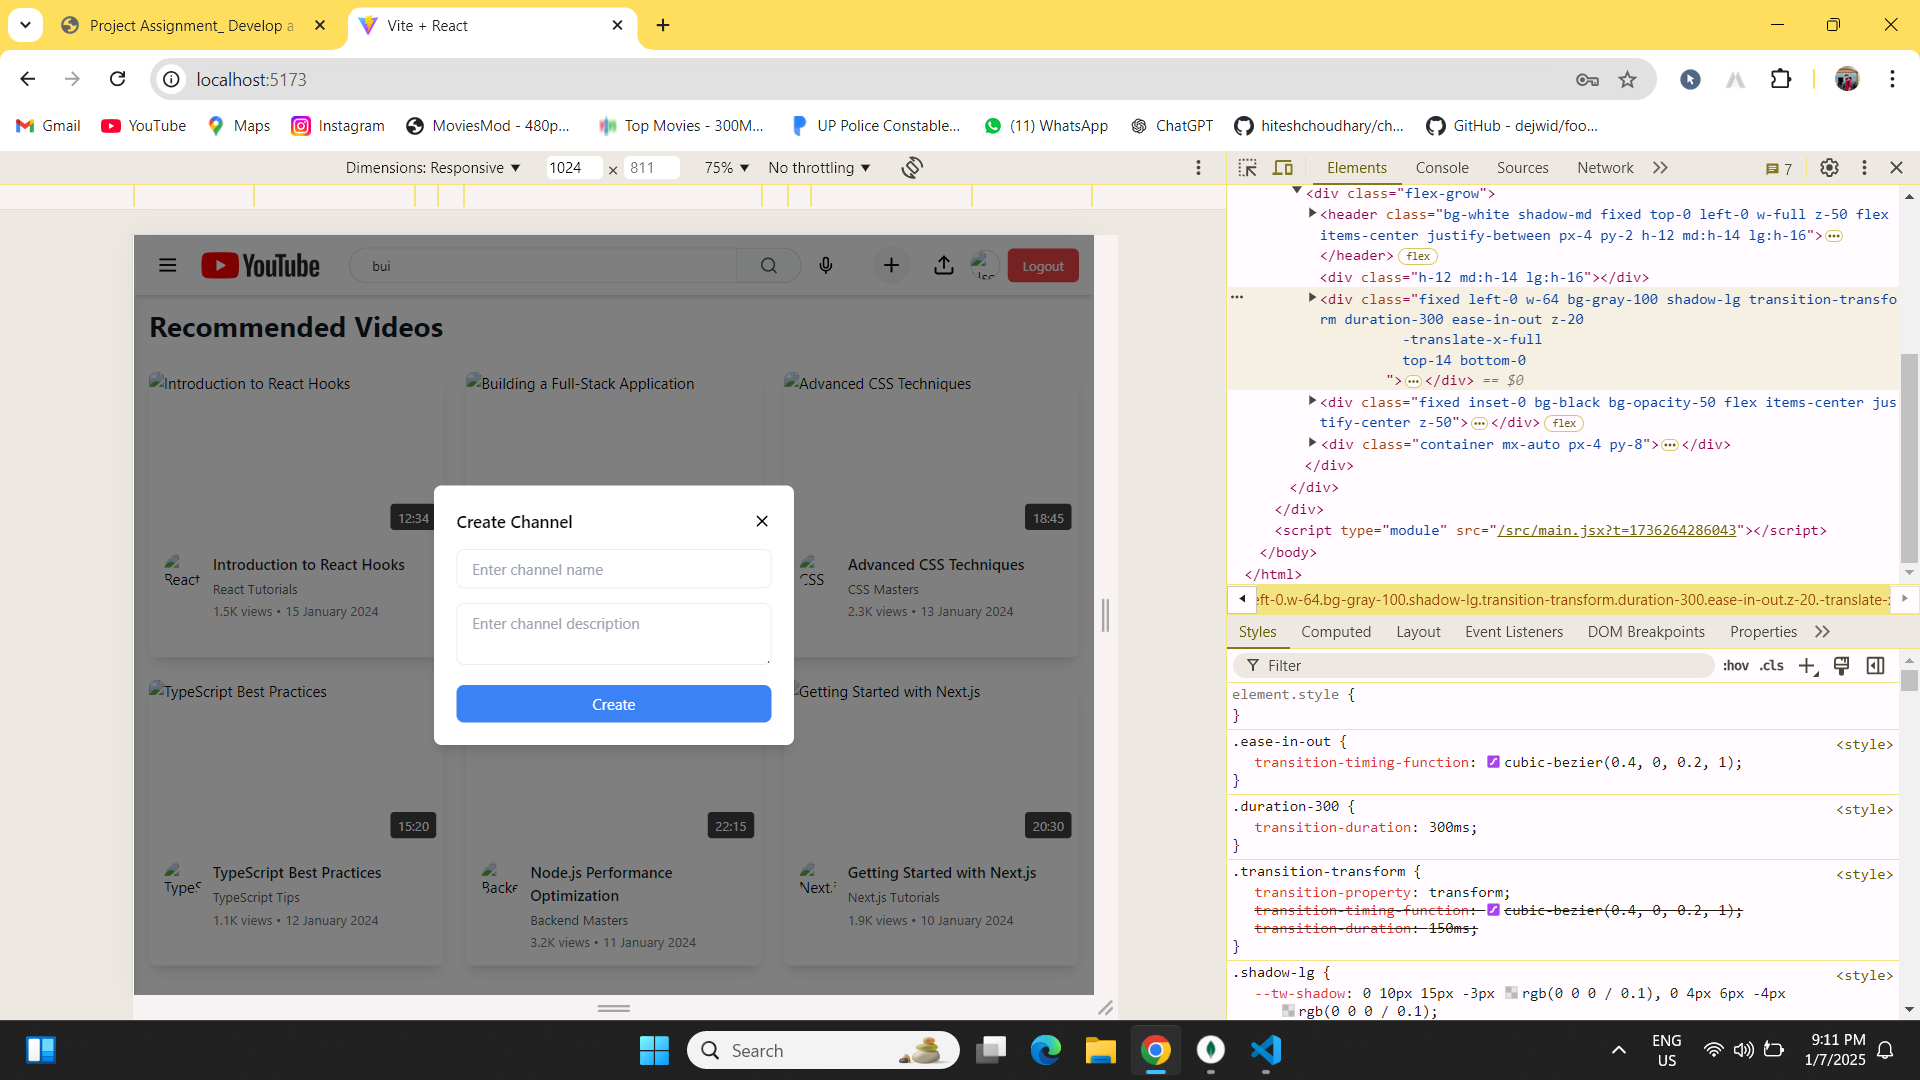 Project Assignment_ Develop a
Vite + React
localhost:5173
Gmail
YouTube
Maps
Instagram
MoviesMod - 480p...
Top Movies - 300M...
UP Police Constable...
(11) WhatsApp
ChatGPT
hiteshchoudhary/ch...
GitHub - dejwid/foo...
Dimensions: Responsive
1024 × 811
75%
No throttling
YouTube
bui
Logout
Recommended Videos
Introduction to React Hooks
Building a Full-Stack Application
Advanced CSS Techniques
12:34
18:45
React
Introduction to React Hooks
React Tutorials
1.5K views • 15 January 2024
CSS
Advanced CSS Techniques
CSS Masters
2.3K views • 13 January 2024
Create Channel
Enter channel name
Enter channel description
Create
TypeScript Best Practices
Getting Started with Next.js
15:20
22:15
20:30
TypeScript Best Practices
TypeScript Tips
1.1K views • 12 January 2024
Backe
Node.js Performance
Optimization
Backend Masters
3.2K views • 11 January 2024
Next.
Getting Started with Next.js
Next.js Tutorials
1.9K views • 10 January 2024
Elements
Console
Sources
Network
7
<div class="flex-grow">
<header class="bg-white shadow-md fixed top-0 left-0 w-full z-50 flex
items-center justify-between px-4 py-2 h-12 md:h-14 lg:h-16">
</header> flex
<div class="h-12 md:h-14 lg:h-16"></div>
<div class="fixed left-0 w-64 bg-gray-100 shadow-lg transition-transfo
rm duration-300 ease-in-out z-20
-translate-x-full
top-14 bottom-0
"> </div> == $0
<div class="fixed inset-0 bg-black bg-opacity-50 flex items-center jus
tify-center z-50"> </div> flex
<div class="container mx-auto px-4 py-8"> </div>
</div>
</div>
</div>
<script type="module" src="/src/main.jsx?t=1736264286043"></script>
</body>
</html>
eft-0.w-64.bg-gray-100.shadow-lg.transition-transform.duration-300.ease-in-out.z-20.-translate-
Styles
Computed
Layout
Event Listeners
DOM Breakpoints
Properties
Filter
:hov .cls
element.style {
}
.ease-in-out { <style>
transition-timing-function: cubic-bezier(0.4, 0, 0.2, 1);
}
.duration-300 { <style>
transition-duration: 300ms;
}
.transition-transform { <style>
transition-property: transform;
transition-timing-function: cubic-bezier(0.4, 0, 0.2, 1);
transition-duration: 150ms;
}
.shadow-lg { <style>
--tw-shadow: 0 10px 15px -3px rgb(0 0 0 / 0.1), 0 4px 6px -4px
rgb(0 0 0 / 0.1);
Search
ENG
US
9:11 PM
1/7/2025